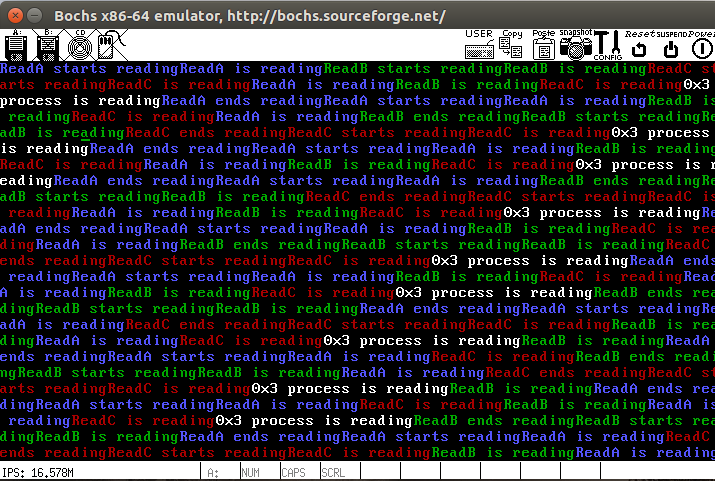 Bochs x86-64 emulator, http://bochs.sourceforge.net/
A: B: CD USER Copy Paste snapshot CONFIG Reset SUSPEND Power
ReadA starts readingReadA is readingReadB starts readingReadB is readingReadC st
arts readingReadC is readingReadA is readingReadB is readingReadC is reading0x3
process is readingReadA ends readingReadA starts readingReadA is readingReadB is
 readingReadC is readingReadA is readingReadB ends readingReadB starts readingRe
adB is readingReadC ends readingReadC starts readingReadC is reading0x3 process
is readingReadA ends readingReadA starts readingReadA is readingReadB is reading
ReadC is readingReadA is readingReadB is readingReadC is reading0x3 process is r
eadingReadA ends readingReadA starts readingReadA is readingReadB ends readingRe
adB starts readingReadB is readingReadC ends readingReadC starts readingReadC is
 readingReadA is readingReadB is readingReadC is reading0x3 process is readingRe
adA ends readingReadA starts readingReadA is readingReadB is readingReadC is rea
dingReadA is readingReadB ends readingReadB starts readingReadB is readingReadC
ends readingReadC starts readingReadC is reading0x3 process is readingReadA ends
 readingReadA starts readingReadA is readingReadB is readingReadC is readingRead
A is readingReadB is readingReadC is reading0x3 process is readingReadB ends rea
dingReadB starts readingReadB is readingReadA ends readingReadA starts readingRe
adA is readingReadC ends readingReadC starts readingReadC is readingReadB is rea
dingReadA is readingReadC is reading0x3 process is readingReadB is readingReadA
ends readingReadA starts readingReadA is readingReadC is readingReadB ends readi
ngReadB starts readingReadB is readingReadA is readingReadC ends readingReadC st
arts readingReadC is reading0x3 process is readingReadB is readingReadA ends rea
dingReadA starts readingReadA is readingReadC is readingReadB is readingReadA is
 readingReadC is reading0x3 process is readingReadB ends readingReadB starts rea
dingReadB is readingReadA ends readingReadA starts readingReadA is readingReadC
ends readingReadC starts readingReadC is readingReadB is readingReadA is reading
IPS: 16.578M A: NUM CAPS SCRL